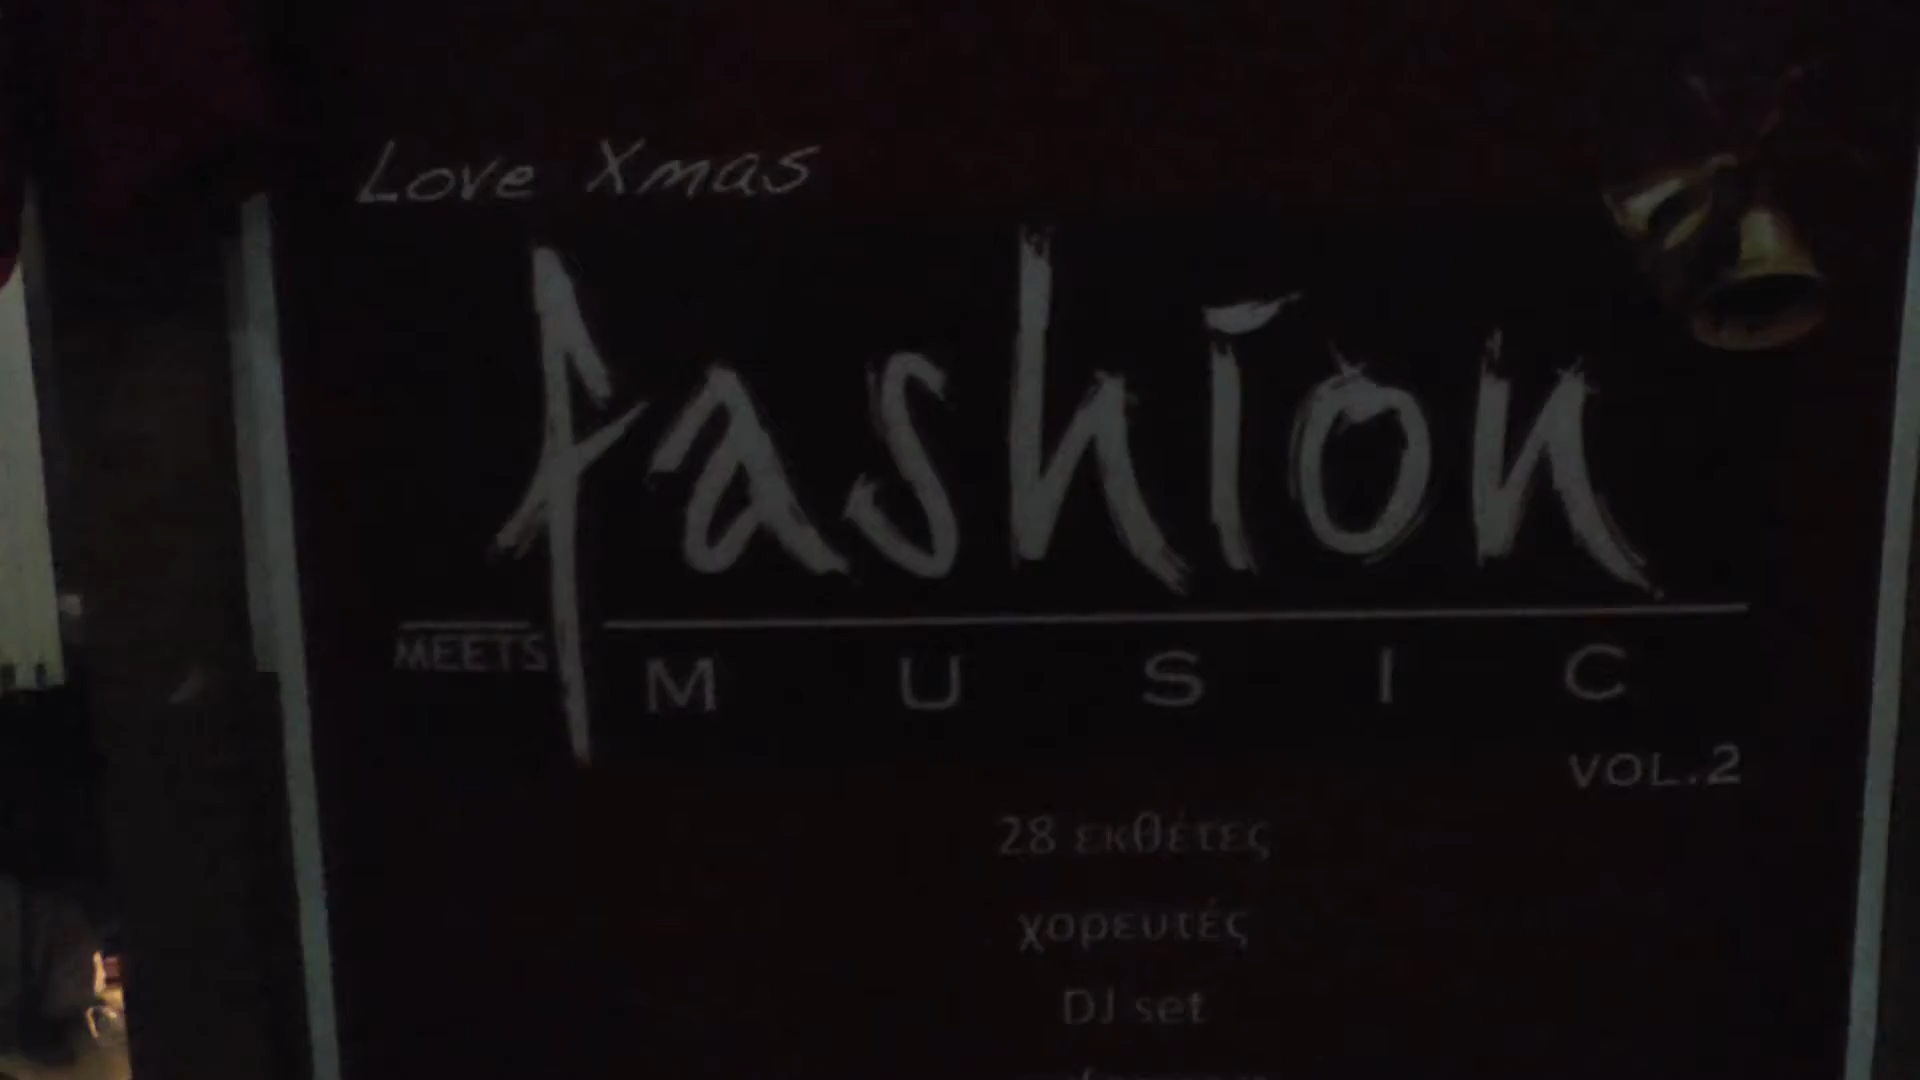 Love Xmas
fashion
MEETS
MUSIC
VOL.2
28 εκθέτες
χορευτές
DJ set